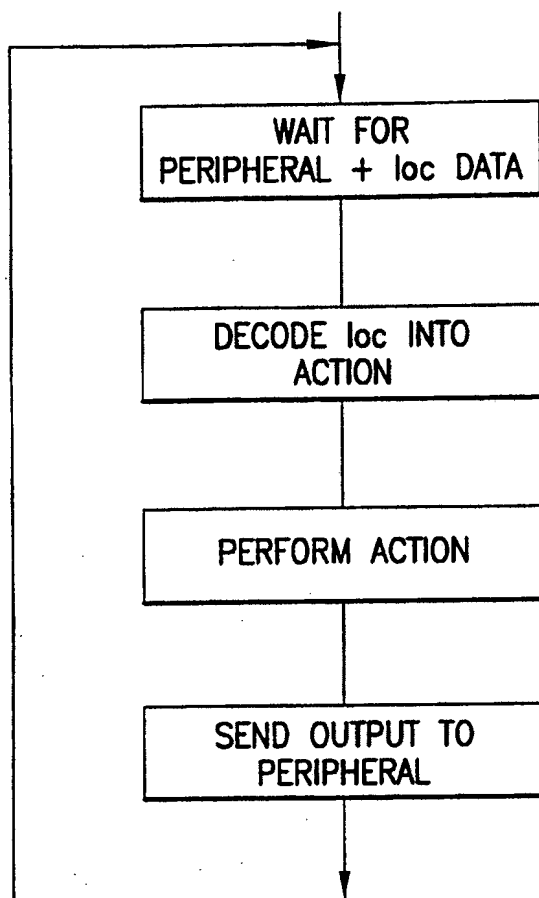 WAIT FOR
PERIPHERAL + loc DATA
DECODE loc INTO
ACTION
PERFORM ACTION
SEND OUTPUT TO
PERIPHERAL